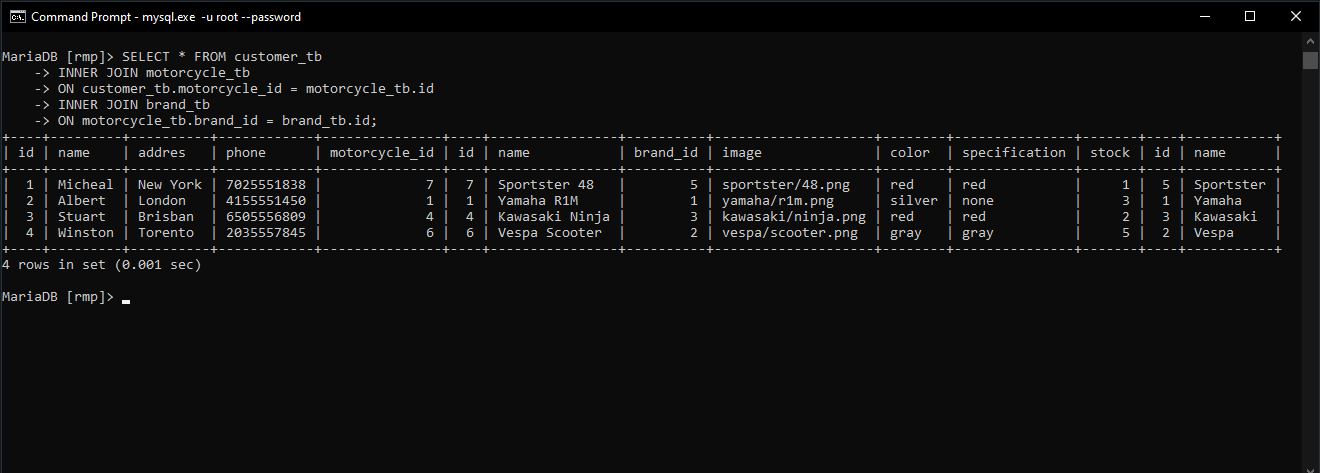 Command Prompt - mysql.exe  -u root --password
MariaDB [rmp]> SELECT * FROM customer_tb
    -> INNER JOIN motorcycle_tb
    -> ON customer_tb.motorcycle_id = motorcycle_tb.id
    -> INNER JOIN brand_tb
    -> ON motorcycle_tb.brand_id = brand_tb.id;
+----+---------+----------+------------+---------------+----+----------------+----------+--------------------+--------+---------------+-------+----+-----------+
| id | name    | addres   | phone      | motorcycle_id | id | name           | brand_id | image              | color  | specification | stock | id | name      |
+----+---------+----------+------------+---------------+----+----------------+----------+--------------------+--------+---------------+-------+----+-----------+
|  1 | Micheal | New York | 7025551838 |             7 |  7 | Sportster 48   |        5 | sportster/48.png   | red    | red           |     1 |  5 | Sportster |
|  2 | Albert  | London   | 4155551450 |             1 |  1 | Yamaha R1M     |        1 | yamaha/r1m.png     | silver | none          |     3 |  1 | Yamaha    |
|  3 | Stuart  | Brisban  | 6505556809 |             4 |  4 | Kawasaki Ninja |        3 | kawasaki/ninja.png | red    | red           |     2 |  3 | Kawasaki  |
|  4 | Winston | Torento  | 2035557845 |             6 |  6 | Vespa Scooter  |        2 | vespa/scooter.png  | gray   | gray          |     5 |  2 | Vespa     |
+----+---------+----------+------------+---------------+----+----------------+----------+--------------------+--------+---------------+-------+----+-----------+
4 rows in set (0.001 sec)
MariaDB [rmp]>